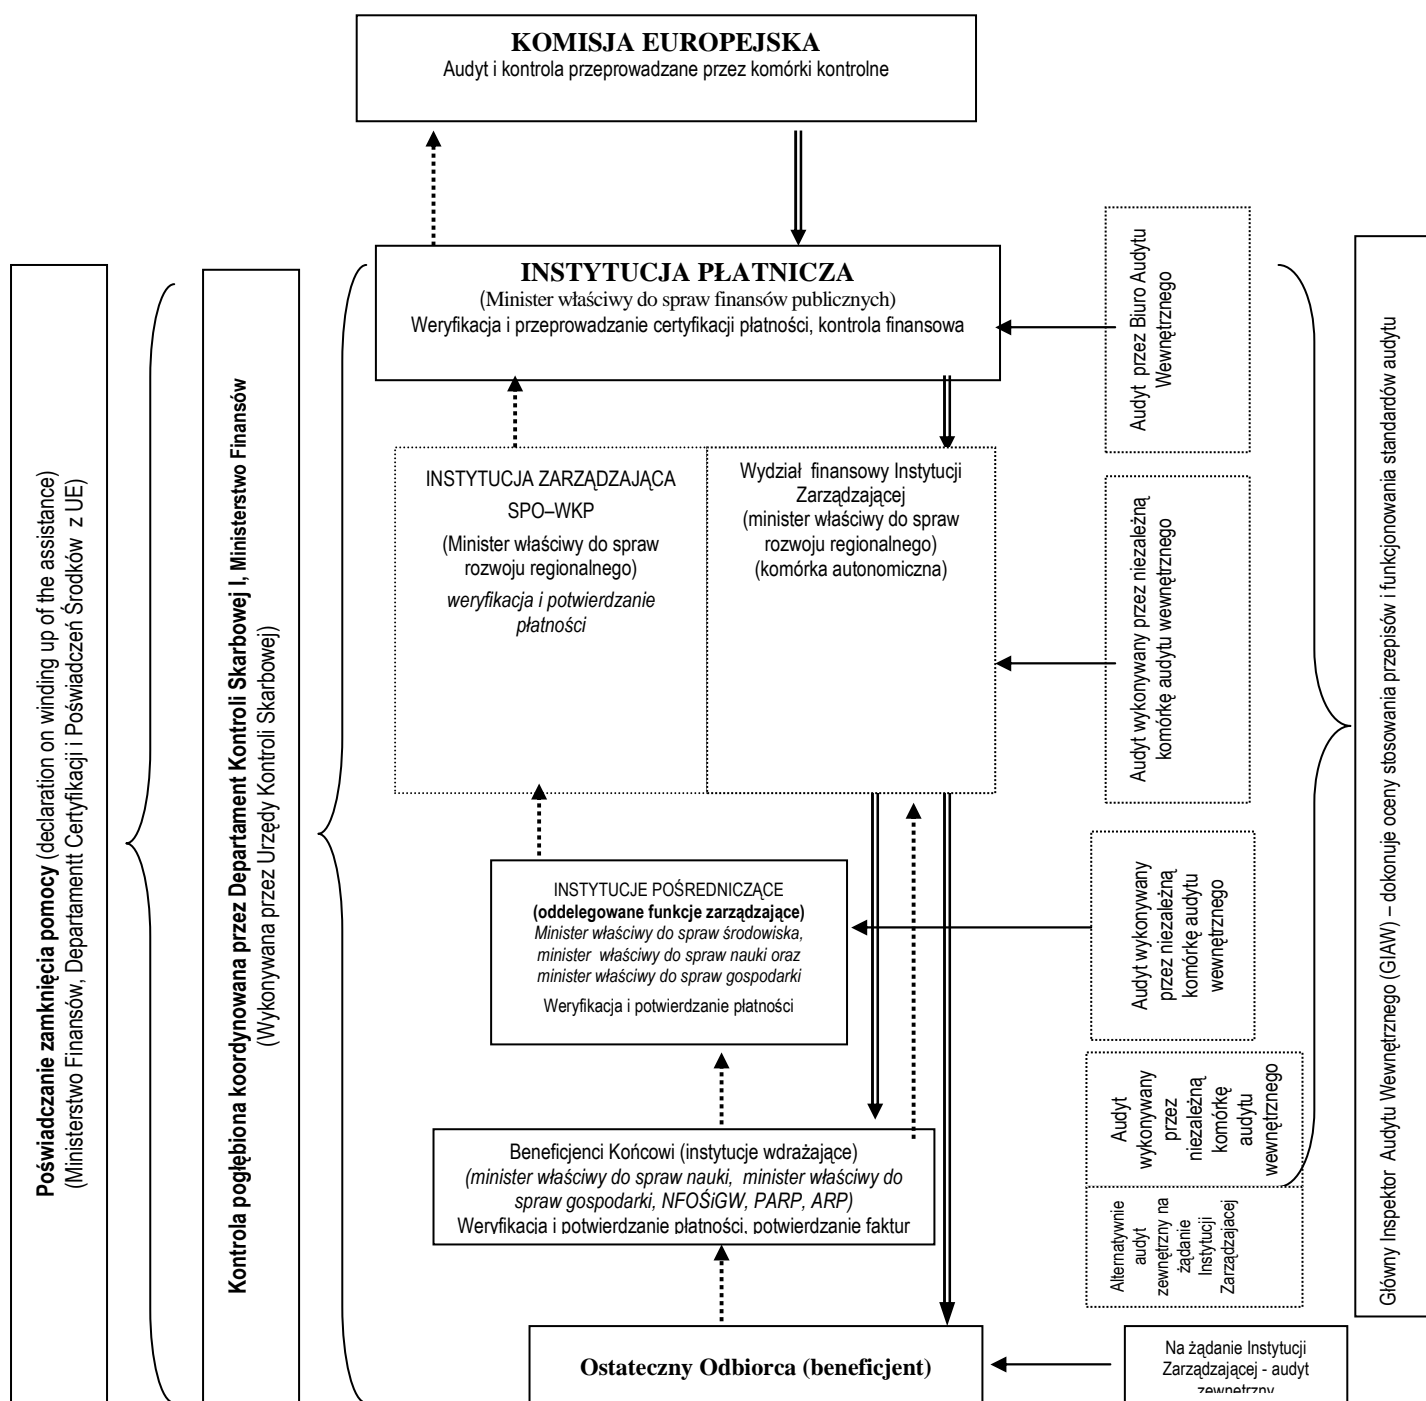 KOMISJA EUROPEJSKA
Audyt i kontrola przeprowadzane przez komórki kontrolne
INSTYTUCJA PŁATNICZA
(Minister właściwy do spraw finansów publicznych)
Weryfikacja i przeprowadzanie certyfikacji płatności, kontrola finansowa
INSTYTUCJA ZARZĄDZAJĄCA
SPO–WKP
(Minister właściwy do spraw
rozwoju regionalnego)
weryfikacja i potwierdzanie
płatności
Wydział finansowy Instytucji
Zarządzającej
(minister właściwy do spraw
rozwoju regionalnego)
(komórka autonomiczna)
INSTYTUCJE POŚREDNICZĄCE
(oddelegowane funkcje zarządzające)
Minister właściwy do spraw środowiska,
minister właściwy do spraw nauki oraz
minister właściwy do spraw gospodarki
Weryfikacja i potwierdzanie płatności
Beneficjenci Końcowi (instytucje wdrażające)
(minister właściwy do spraw nauki, minister właściwy do
spraw gospodarki, NFOŚiGW, PARP, ARP)
Weryfikacja i potwierdzanie płatności, potwierdzanie faktur
Ostateczny Odbiorca (beneficjent)
Poświadczanie zamknięcia pomocy (declaration on winding up of the assistance)
(Ministerstwo Finansów, Departamentt Certyfikacji i Poświadczeń Środków z UE)
Kontrola pogłębiona koordynowana przez Departament Kontroli Skarbowej I, Ministerstwo Finansów
(Wykonywana przez Urzędy Kontroli Skarbowej)
Audyt przez Biuro Audytu
Wewnętrznego
Audyt wykonywany przez niezależną
komórkę audytu wewnętrznego
Audyt wykonywany
przez niezależną
komórkę audytu
wewnętrznego
Audyt
wykonywany
przez
niezależną
komórkę
audytu
wewnętrznego
Alternatywnie
audyt
zewnętrzny na
żądanie
Instytucji
Zarządzajacej
Na żądanie Instytucji
Zarządzającej - audyt
zewnętrzny
Główny Inspektor Audytu Wewnętrznego (GIAW) – dokonuje oceny stosowania przepisów i funkcjonowania standardów audytu